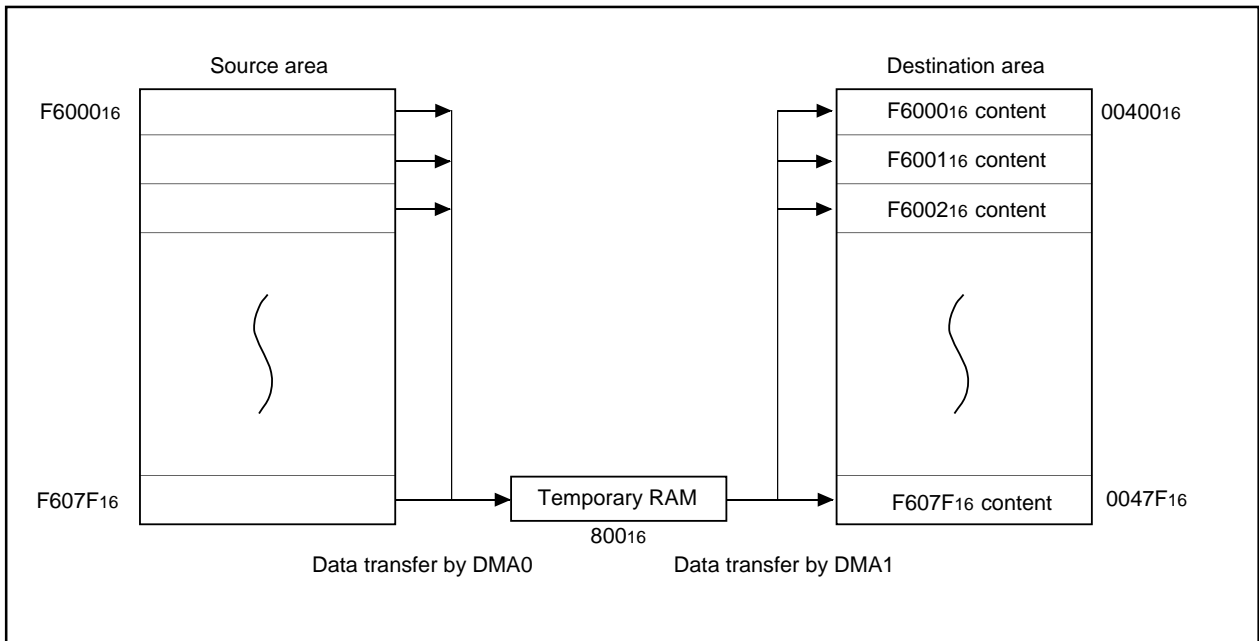 Source area
Destination area
F600016
F600016 content
0040016
F600116 content
F600216 content
F607F16
Temporary RAM
80016
F607F16 content
0047F16
Data transfer by DMA0
Data transfer by DMA1